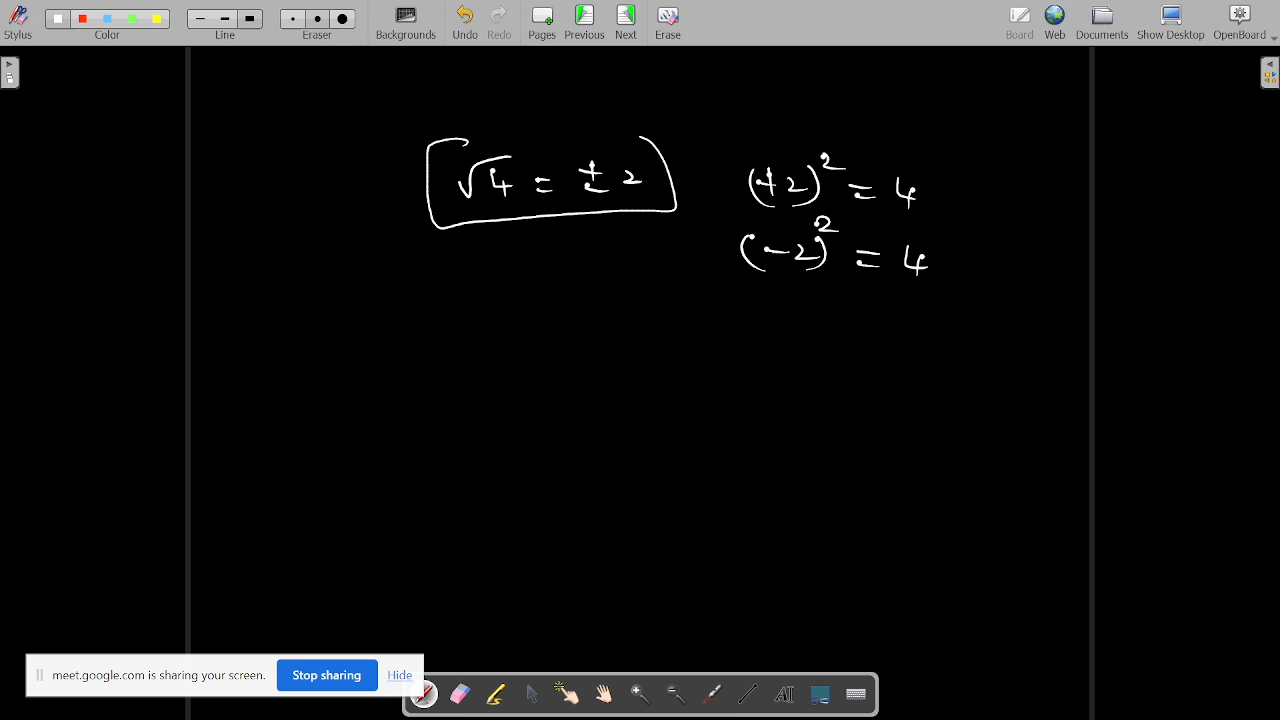 Stylus Color Line Eraser Backgrounds Undo Redo Pages Previous Next Erase Board Web Documents Show Desktop OpenBoard
√4 = ± 2
(+2)² = 4
(-2)² = 4
meet.google.com is sharing your screen. Stop sharing Hide
AI